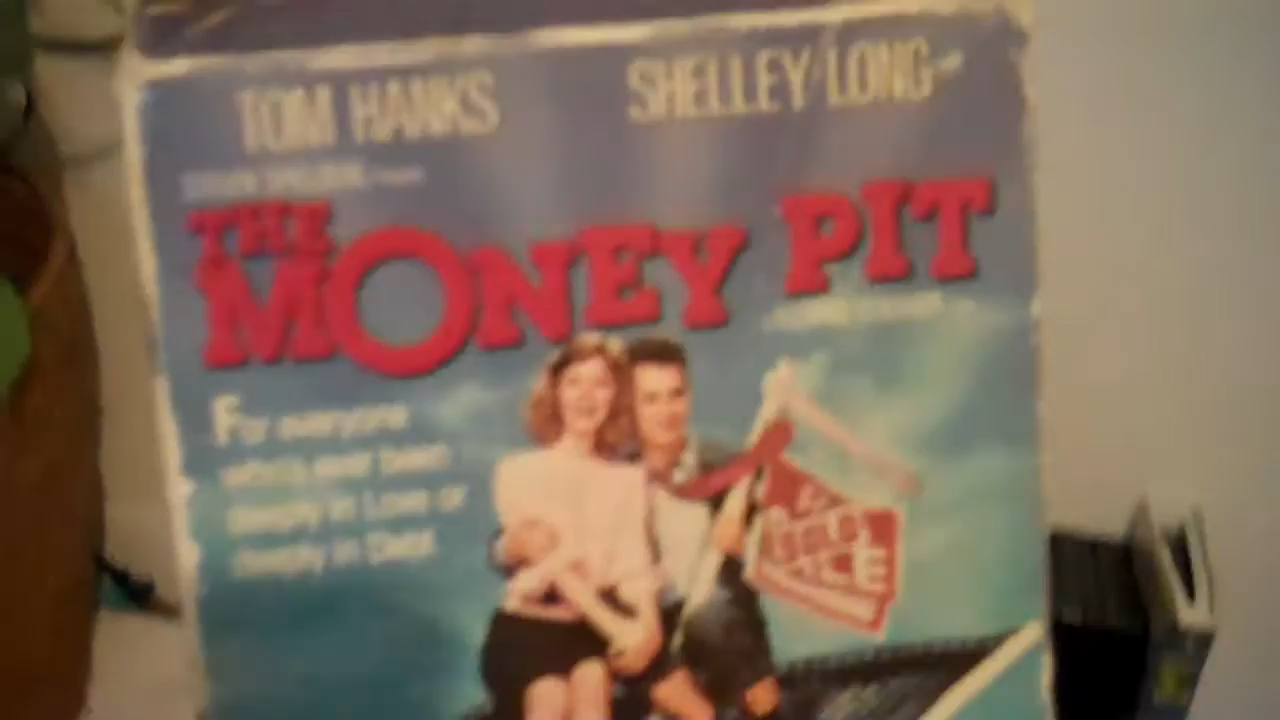 TOM HANKS SHELLEY LONG
THE
MONEY PIT
For everyone
who's ever been
deeply in Love or
deeply in Debt